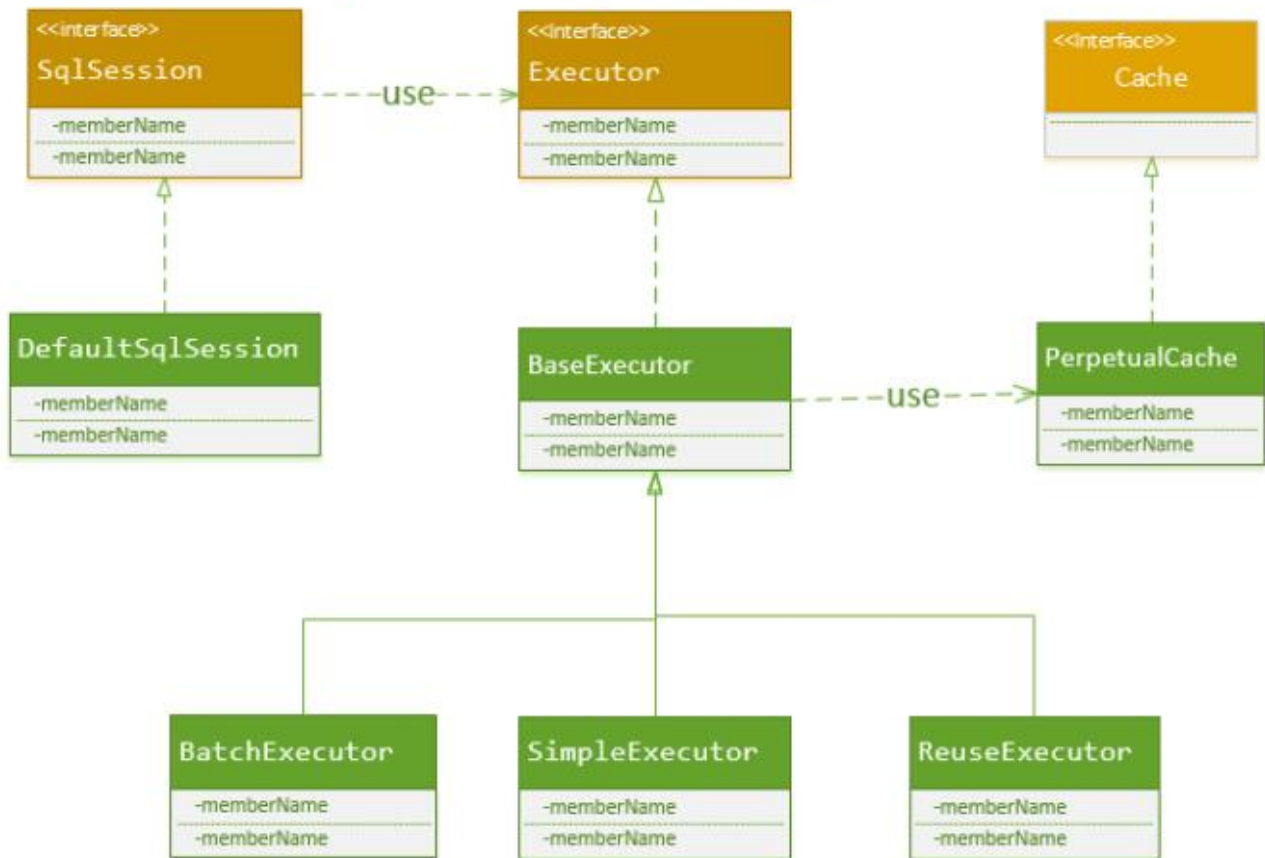 <<interface>>
SqlSession
-memberName
-memberName
use
<<Interface>>
Executor
-memberName
-memberName
<<Interface>>
Cache
DefaultSqlSession
-memberName
-memberName
BaseExecutor
-memberName
-memberName
use
PerpetualCache
-memberName
-memberName
BatchExecutor
-memberName
-memberName
SimpleExecutor
-memberName
-memberName
ReuseExecutor
-memberName
-memberName